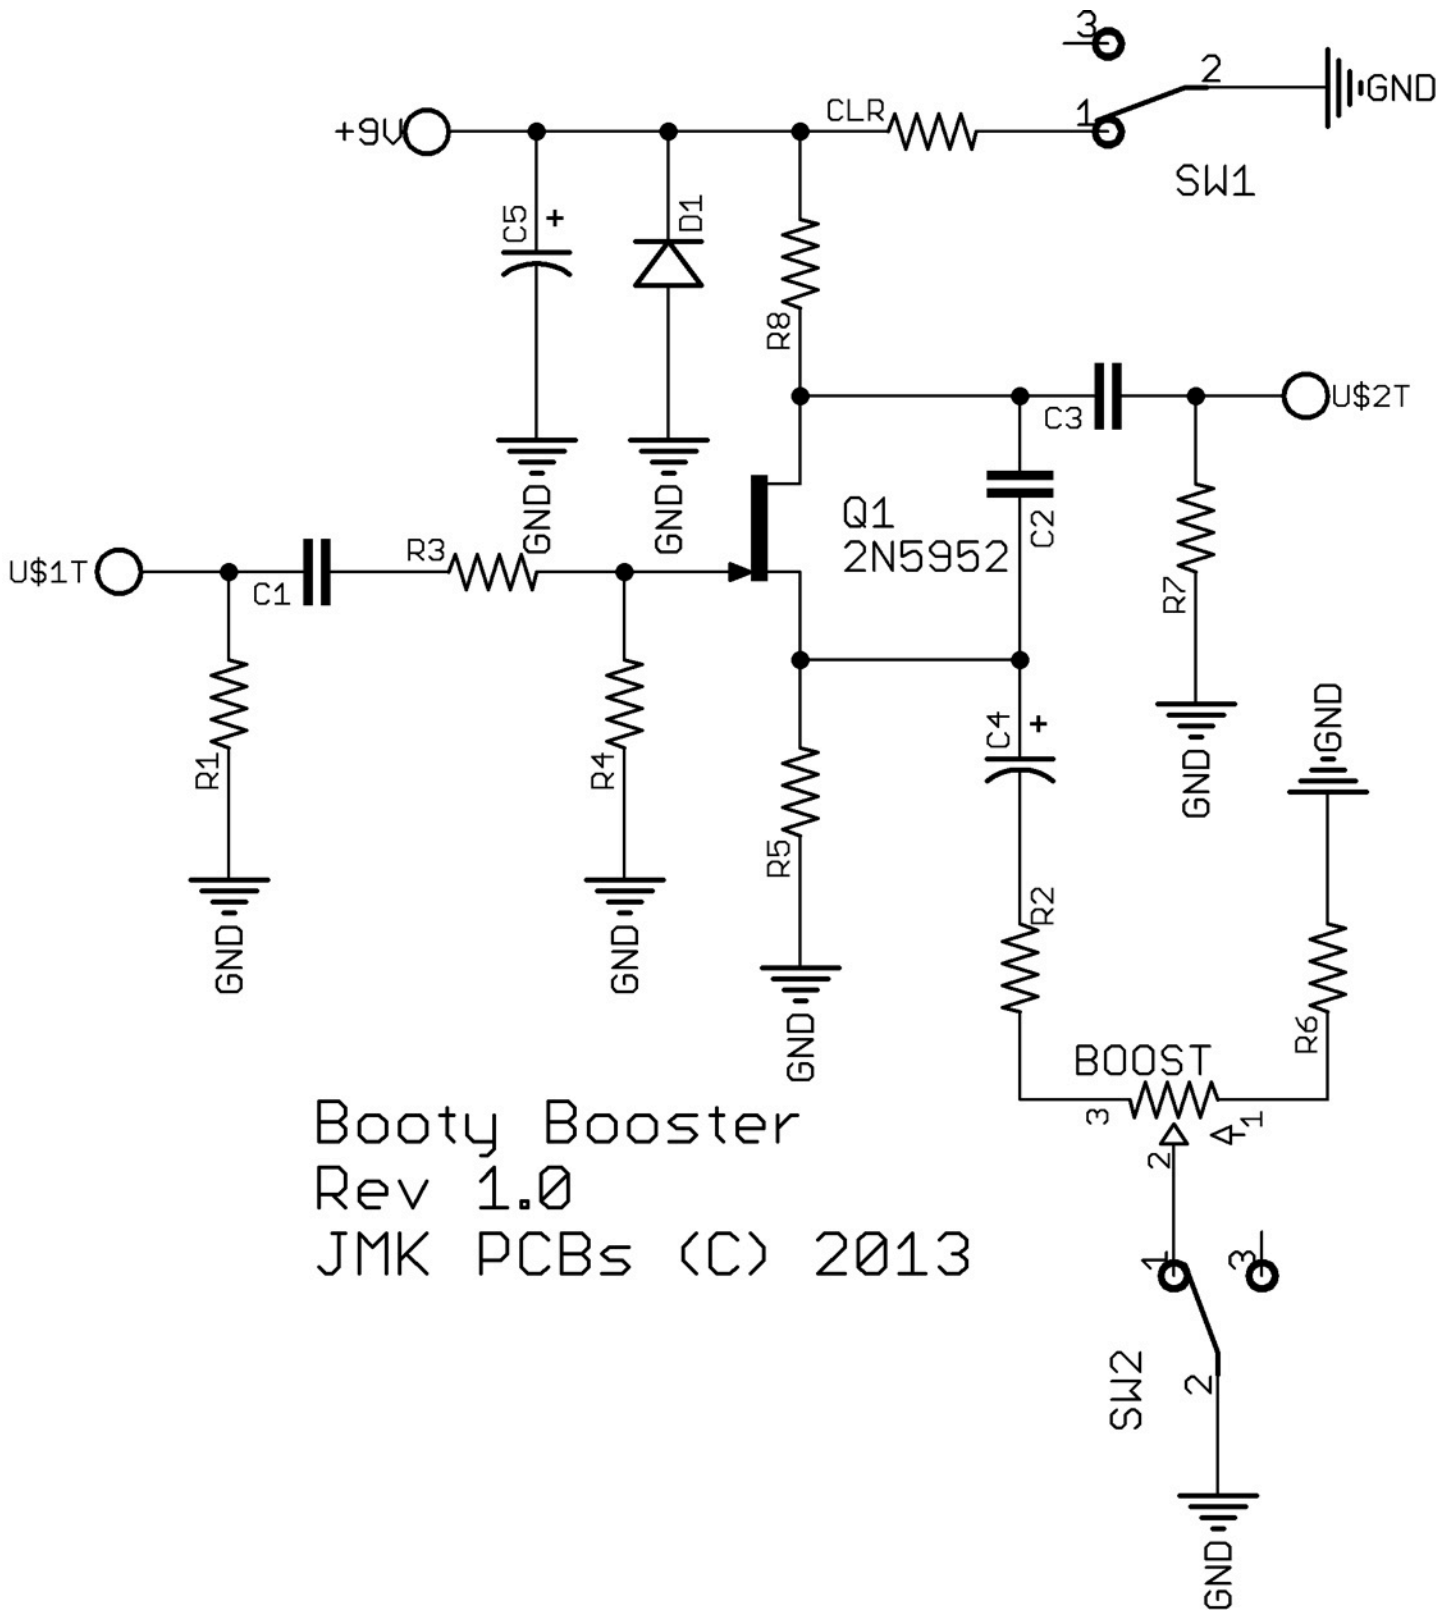 3
2
GND
CLR
1
+9V
SW1
C5
+
D1
R8
U$2T
C3
GND
GND
Q1
2N5952
C2
R3
U$1T
C1
R7
GND
C4
+
GND
R1
R4
R5
R2
GND
GND
R6
GND
BOOST
3
1
2
Booty Booster
Rev 1.0
JMK PCBs (C) 2013
1
3
SW2
2
GND